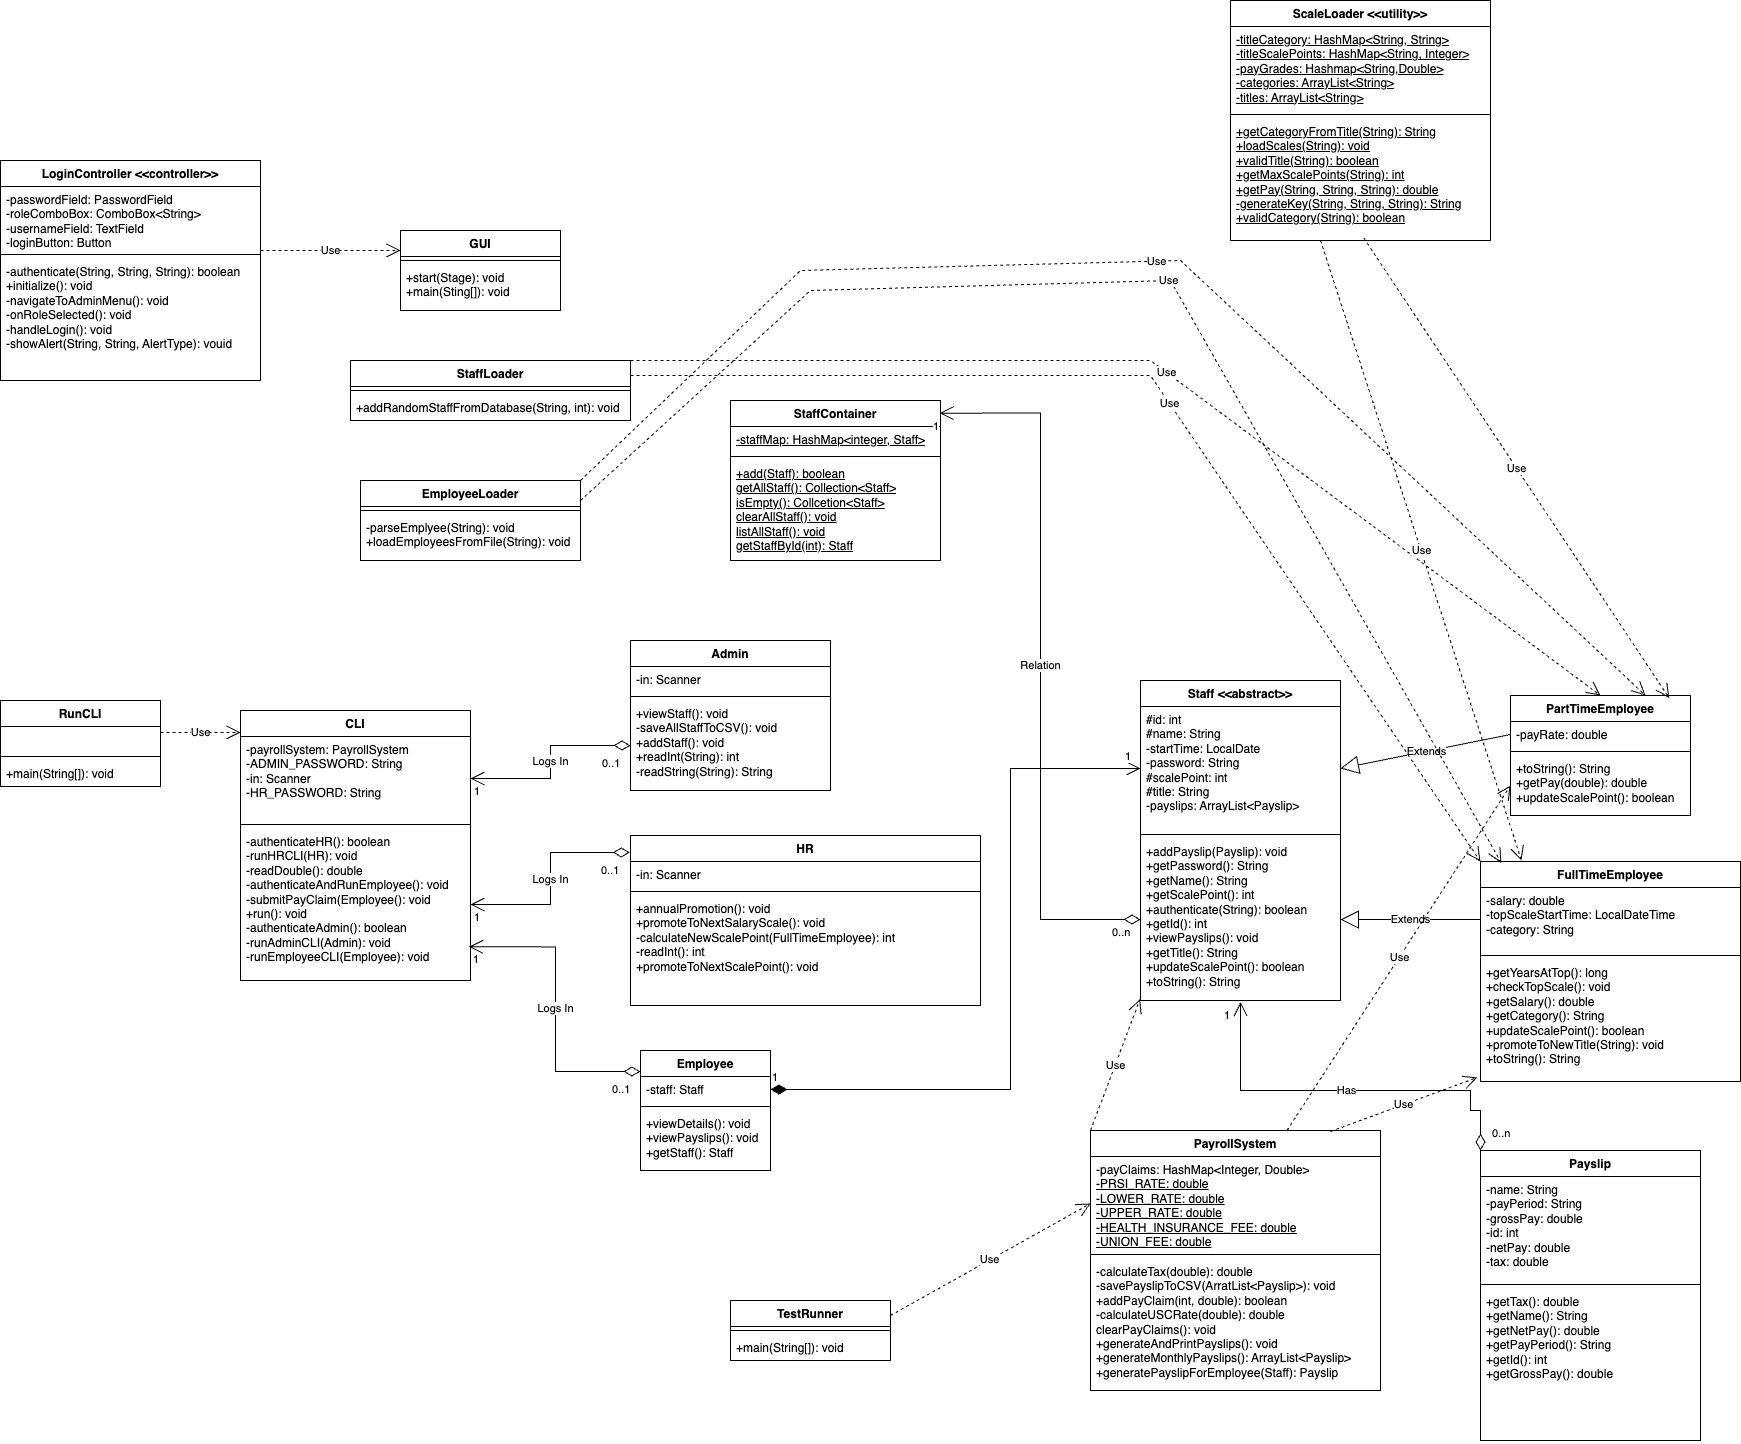 ScaleLoader <<utility>>
-titleCategory: HashMap<String, String>
-titleScalePoints: HashMap<String, Integer>
-payGrades: Hashmap<String,Double>
-categories: ArrayList<String>
-titles: ArrayList<String>
+getCategoryFromTitle(String): String
+loadScales(String): void
+validTitle(String): boolean
+getMaxScalePoints(String): int
+getPay(String, String, String): double
-generateKey(String, String, String): String
+validCategory(String): boolean
LoginController <<controller>>
-passwordField: PasswordField
-roleComboBox: ComboBox<String>
-usernameField: TextField
-loginButton: Button
-authenticate(String, String, String): boolean
+initialize(): void
-navigateToAdminMenu(): void
-onRoleSelected(): void
-handleLogin(): void
-showAlert(String, String, AlertType): vouid
Use
GUI
+start(Stage): void
+main(Sting[]): void
Use
Use
StaffLoader
+addRandomStaffFromDatabase(String, int): void
Use
Use
StaffContainer
1
-staffMap: HashMap<integer, Staff>
+add(Staff): boolean
getAllStaff(): Collection<Staff>
isEmpty(): Collcetion<Staff>
clearAllStaff(): void
listAllStaff(): void
getStaffById(int): Staff
EmployeeLoader
-parseEmplyee(String): void
+loadEmployeesFromFile(String): void
Use
Use
Relation
Admin
-in: Scanner
+viewStaff(): void
-saveAllStaffToCSV(): void
+addStaff(): void
+readInt(String): int
-readString(String): String
RunCLI
+main(String[]): void
Use
CLI
-payrollSystem: PayrollSystem
-ADMIN_PASSWORD: String
-in: Scanner
-HR_PASSWORD: String
-authenticateHR(): boolean
-runHRCLI(HR): void
-readDouble(): double
-authenticateAndRunEmployee(): void
-submitPayClaim(Employee(): void
+run(): void
-authenticateAdmin(): boolean
-runAdminCLI(Admin): void
-runEmployeeCLI(Employee): void
Logs In
0..1
1
HR
-in: Scanner
+annualPromotion(): void
+promoteToNextSalaryScale(): void
-calculateNewScalePoint(FullTimeEmployee): int
-readInt(): int
+promoteToNextScalePoint(): void
Logs In
0..1
1
1
Logs In
0..1
Employee
-staff: Staff
+viewDetails(): void
+viewPayslips(): void
+getStaff(): Staff
1
1
Staff <<abstract>>
#id: int
#name: String
-startTime: LocalDate
-password: String
#scalePoint: int
#title: String
-payslips: ArrayList<Payslip>
+addPayslip(Payslip): void
+getPassword(): String
+getName(): String
+getScalePoint(): int
+authenticate(String): boolean
+getId(): int
+viewPayslips(): void
+getTitle(): String
+updateScalePoint(): boolean
+toString(): String
0..n
1
PartTimeEmployee
-payRate: double
+toString(): String
+getPay(double): double
+updateScalePoint(): boolean
Extends
Extends
FullTimeEmployee
-salary: double
-topScaleStartTime: LocalDateTime
-category: String
+getYearsAtTop(): long
+checkTopScale(): void
+getSalary(): double
+getCategory(): String
+updateScalePoint(): boolean
+promoteToNewTitle(String): void
+toString(): String
Use
Use
Has
Use
0..n
PayrollSystem
-payClaims: HashMap<Integer, Double>
-PRSI_RATE: double
-LOWER_RATE: double
-UPPER_RATE: double
-HEALTH_INSURANCE_FEE: double
-UNION_FEE: double
-calculateTax(double): double
-savePayslipToCSV(ArratList<Payslip>): void
+addPayClaim(int, double): boolean
-calculateUSCRate(double): double
clearPayClaims(): void
+generateAndPrintPayslips(): void
+generateMonthlyPayslips(): ArrayList<Payslip>
+generatePayslipForEmployee(Staff): Payslip
Payslip
-name: String
-payPeriod: String
-grossPay: double
-id: int
-netPay: double
-tax: double
+getTax(): double
+getName(): String
+getNetPay(): double
+getPayPeriod(): String
+getId(): int
+getGrossPay(): double
Use
TestRunner
+main(String[]): void